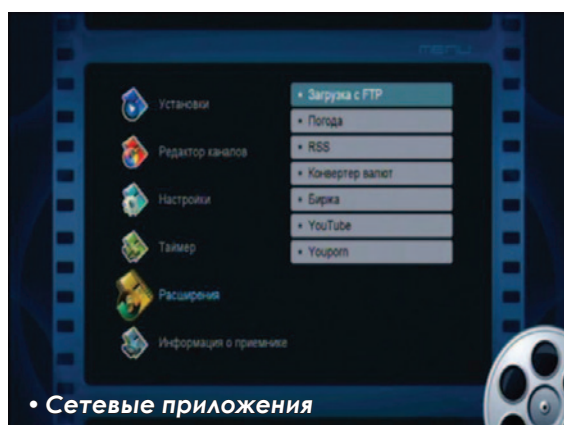 menu
Установки
Редактор каналов
Настройки
Таймер
Расширения
Информация о приемнике
• Загрузка с FTP
• Погода
• RSS
• Конвертер валют
• Биржа
• YouTube
• Youporn
• Сетевые приложения